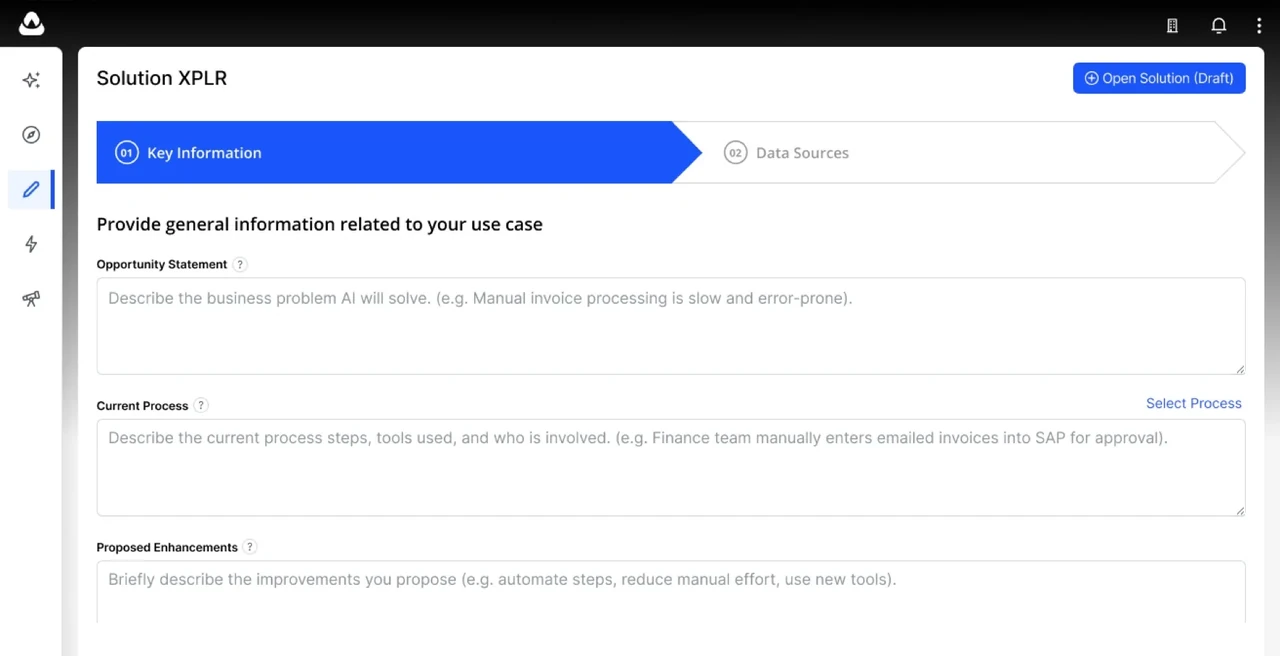 Solution XPLR
Open Solution (Draft)
01 Key Information
02 Data Sources
Provide general information related to your use case
Opportunity Statement ?
Describe the business problem AI will solve. (e.g. Manual invoice processing is slow and error-prone).
Current Process ?
Select Process
Describe the current process steps, tools used, and who is involved. (e.g. Finance team manually enters emailed invoices into SAP for approval).
Proposed Enhancements ?
Briefly describe the improvements you propose (e.g. automate steps, reduce manual effort, use new tools).